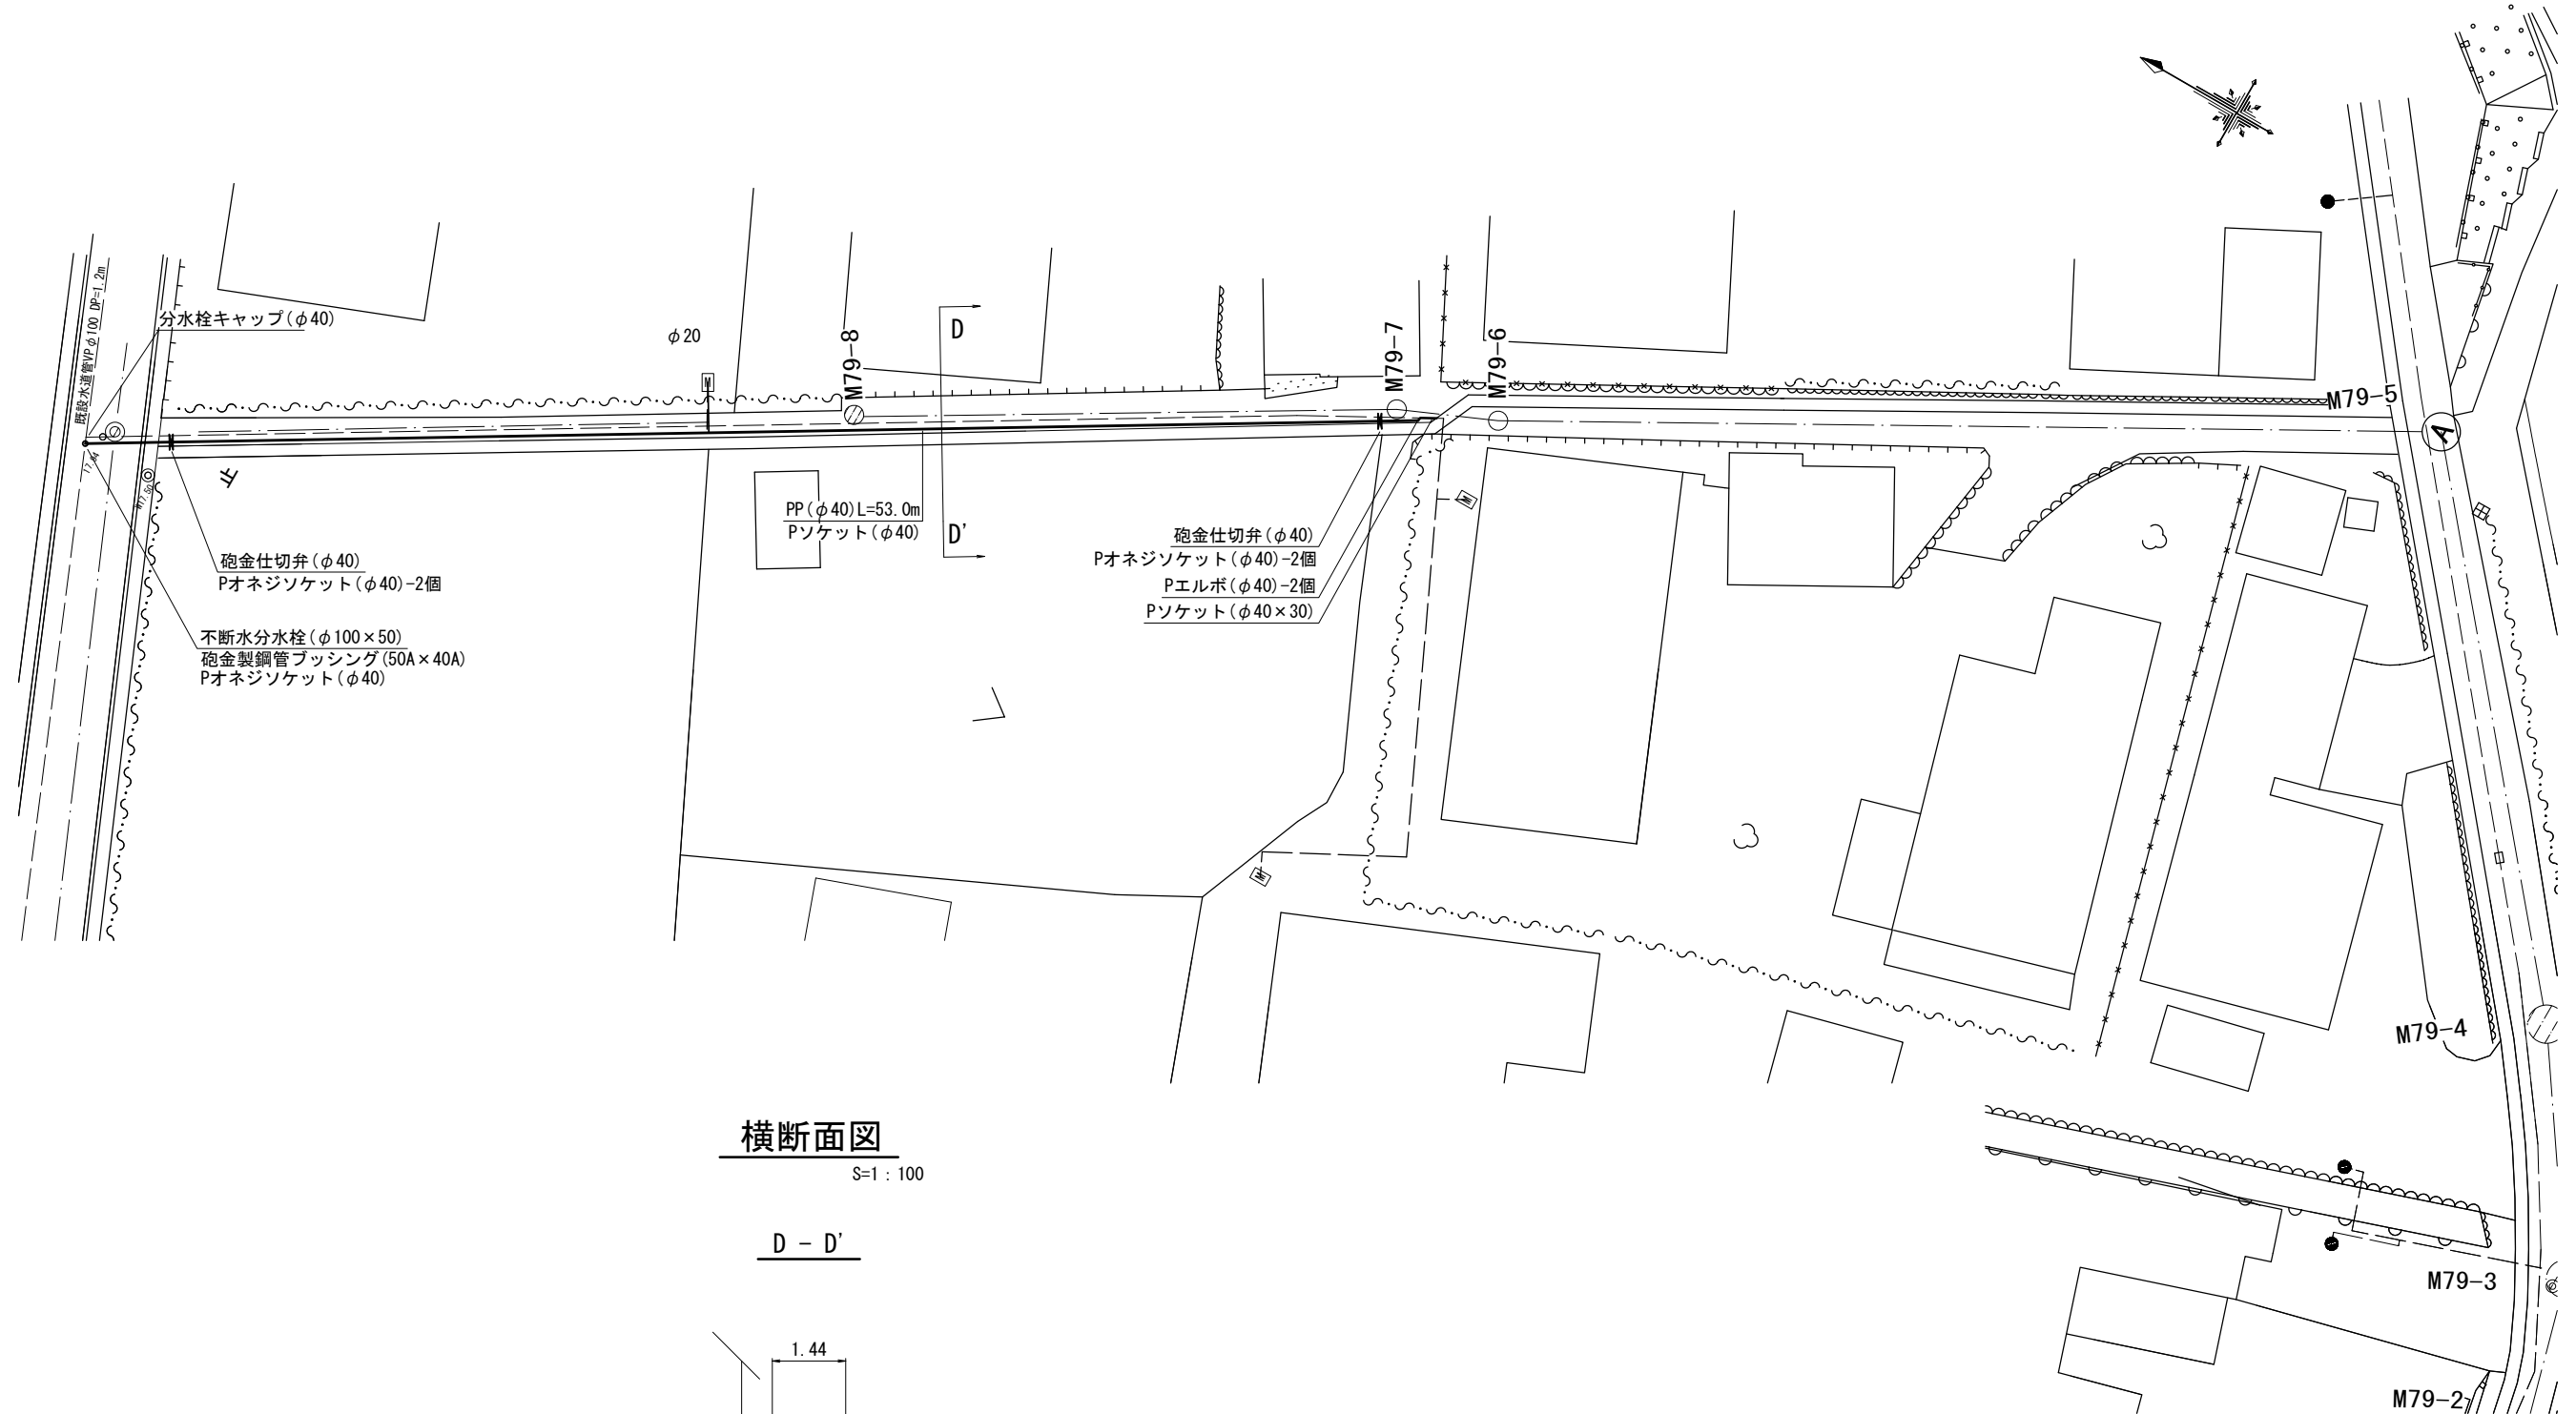 既設水道管VPφ100 DP=1.2m
分水栓キャップ(φ40)
φ20
M79-8
D
M79-7
M79-6
M79-5
A
PP(φ40)L=53.0m
Pソケット(φ40)
D'
砲金仕切弁(φ40)
Pオネジソケット(φ40)-2個
砲金仕切弁(φ40)
Pオネジソケット(φ40)-2個
Pエルボ(φ40)-2個
Pソケット(φ40×30)
不断水分水栓(φ100×50)
砲金製鋼管ブッシング(50A×40A)
Pオネジソケット(φ40)
M
M
M
M79-4
横断面図
S=1：100
D － D'
M79-3
1.44
M79-2